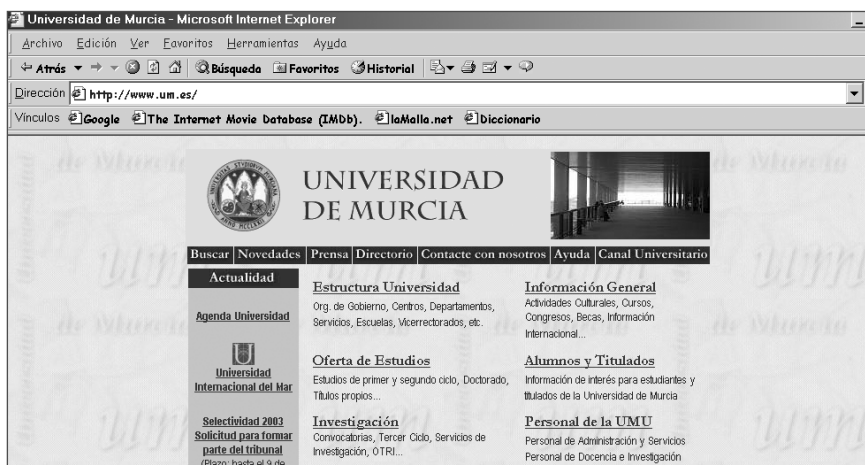 Universidad de Murcia - Microsoft Internet Explorer
Archivo Edición Ver Favoritos Herramientas Ayuda
Atrás Búsqueda Favoritos Historial
Dirección http://www.um.es/
Vínculos Google The Internet Movie Database (IMDb). laMalla.net Diccionario
UNIVERSIDAD
DE MURCIA
Buscar Novedades Prensa Directorio Contacte con nosotros Ayuda Canal Universitario
Actualidad
Agenda Universidad
Universidad
Internacional del Mar
Selectividad 2003
Solicitud para formar
parte del tribunal
(Plazo: hasta el 9 de
Estructura Universidad
Org. de Gobierno, Centros, Departamentos,
Servicios, Escuelas, Vicerrectorados, etc.
Oferta de Estudios
Estudios de primer y segundo ciclo, Doctorado,
Títulos propios...
Investigación
Convocatorias, Tercer Ciclo, Servicios de
Investigación, OTRI...
Información General
Actividades Culturales, Cursos,
Congresos, Becas, Información
Internacional...
Alumnos y Titulados
Información de interés para estudiantes y
titulados de la Universidad de Murcia
Personal de la UMU
Personal de Administración y Servicios
Personal de Docencia e Investigación